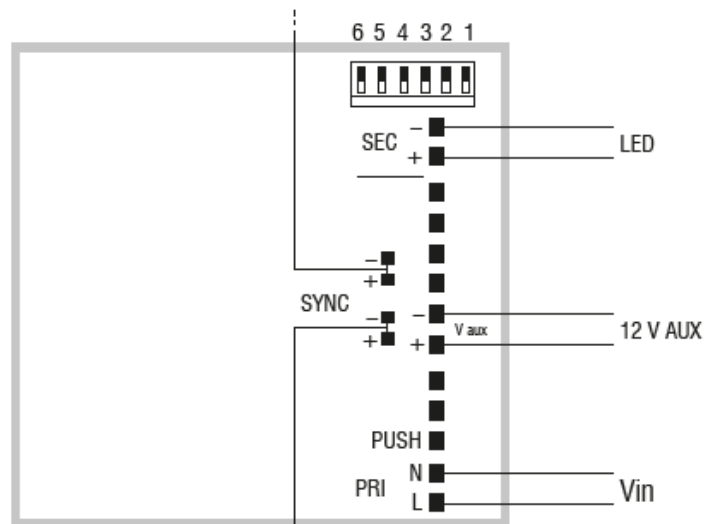 6 5 4 3 2 1
SEC
−
+
LED
−
+
SYNC
−
+
−
+
V aux
12 V AUX
PUSH
PRI
N
L
Vin